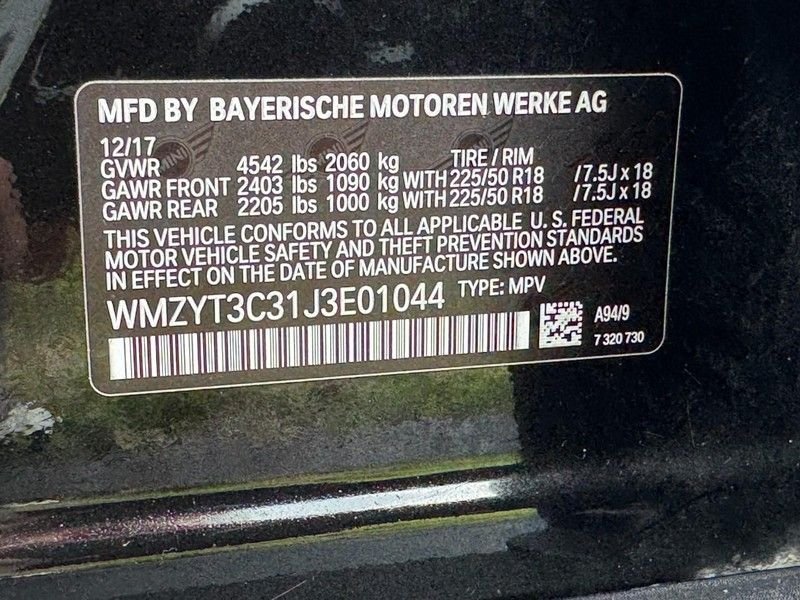 MFD BY BAYERISCHE MOTOREN WERKE AG
12/17
GVWR 4542 lbs 2060 kg TIRE / RIM
GAWR FRONT 2403 lbs 1090 kg WITH 225/50 R18 /7.5J x 18
GAWR REAR 2205 lbs 1000 kg WITH 225/50 R18 /7.5J x 18
THIS VEHICLE CONFORMS TO ALL APPLICABLE U. S. FEDERAL
MOTOR VEHICLE SAFETY AND THEFT PREVENTION STANDARDS
IN EFFECT ON THE DATE OF MANUFACTURE SHOWN ABOVE.
WMZYT3C31J3E01044 TYPE: MPV
A94/9
7 320 730
MINI